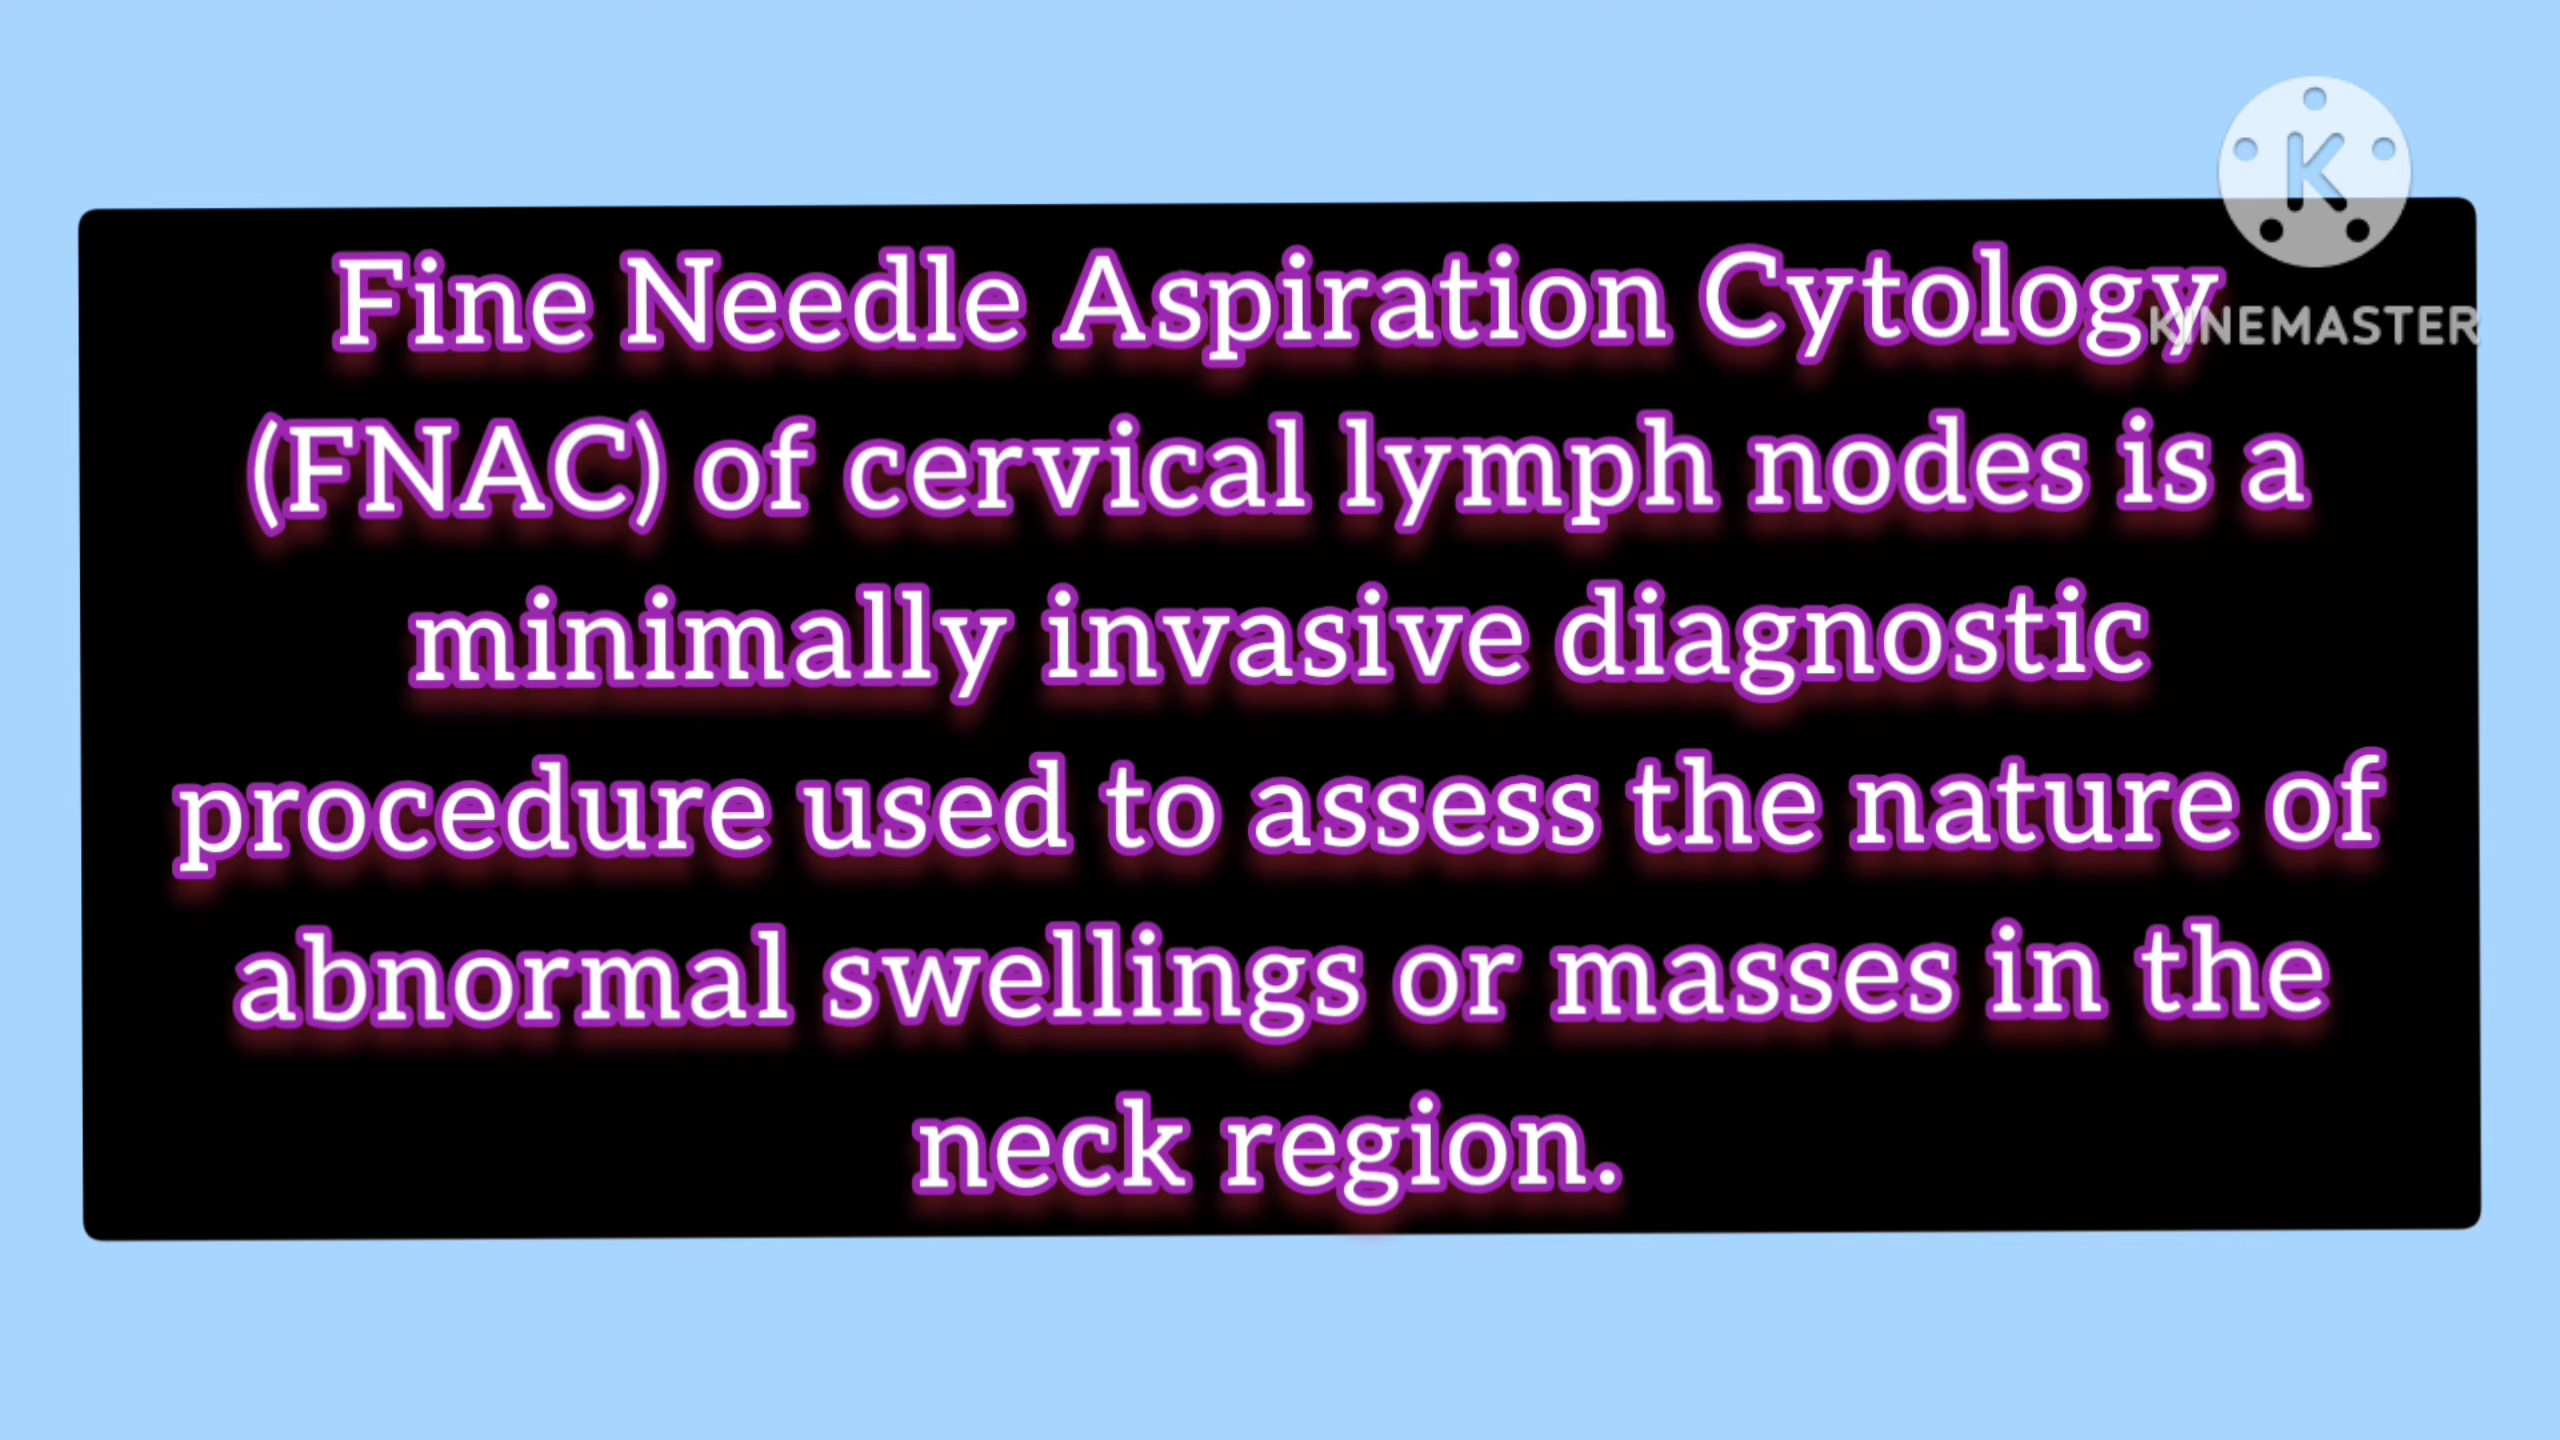 Fine Needle Aspiration Cytology
(FNAC) of cervical lymph nodes is a
minimally invasive diagnostic
procedure used to assess the nature of
abnormal swellings or masses in the
neck region.
K
KINEMASTER